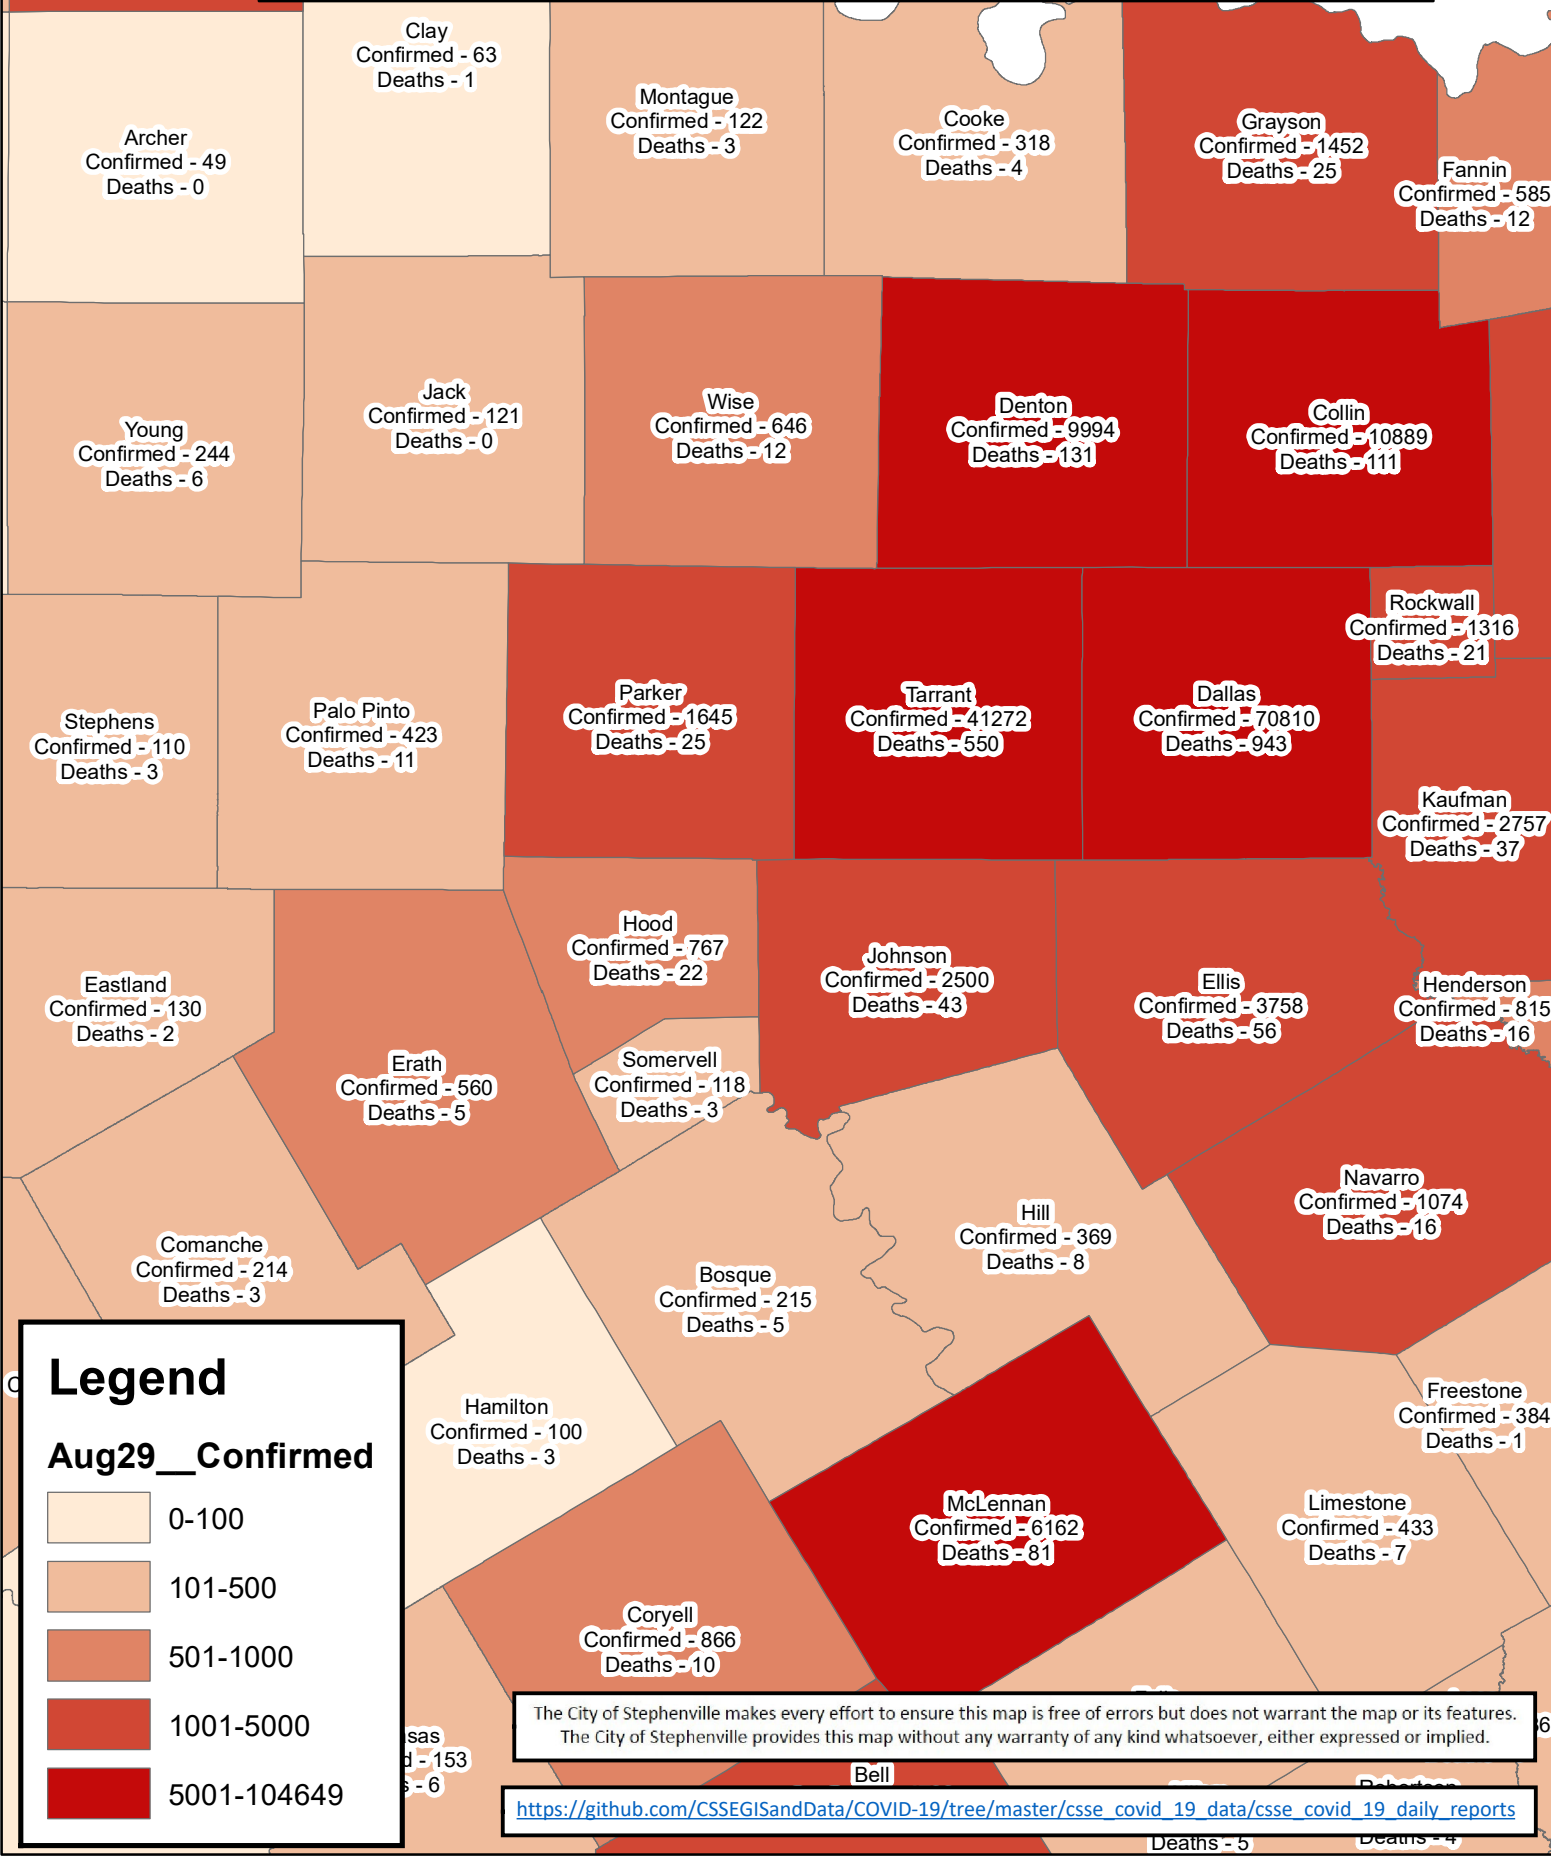 Clay
Confirmed - 63
Deaths - 1
Montague
Confirmed - 122
Deaths - 3
Cooke
Confirmed - 318
Deaths - 4
Grayson
Confirmed - 1452
Deaths - 25
Archer
Confirmed - 49
Deaths - 0
Fannin
Confirmed - 585
Deaths - 12
Young
Confirmed - 244
Deaths - 6
Jack
Confirmed - 121
Deaths - 0
Wise
Confirmed - 646
Deaths - 12
Denton
Confirmed - 9994
Deaths - 131
Collin
Confirmed - 10889
Deaths - 111
Rockwall
Confirmed - 1316
Deaths - 21
Stephens
Confirmed - 110
Deaths - 3
Palo Pinto
Confirmed - 423
Deaths - 11
Parker
Confirmed - 1645
Deaths - 25
Tarrant
Confirmed - 41272
Deaths - 550
Dallas
Confirmed - 70810
Deaths - 943
Kaufman
Confirmed - 2757
Deaths - 37
Eastland
Confirmed - 130
Deaths - 2
Hood
Confirmed - 767
Deaths - 22
Johnson
Confirmed - 2500
Deaths - 43
Ellis
Confirmed - 3758
Deaths - 56
Henderson
Confirmed - 815
Deaths - 16
Erath
Confirmed - 560
Deaths - 5
Somervell
Confirmed - 118
Deaths - 3
Navarro
Confirmed - 1074
Deaths - 16
Comanche
Confirmed - 214
Deaths - 3
Bosque
Confirmed - 215
Deaths - 5
Hill
Confirmed - 369
Deaths - 8
Hamilton
Confirmed - 100
Deaths - 3
Freestone
Confirmed - 384
Deaths - 1
McLennan
Confirmed - 6162
Deaths - 81
Limestone
Confirmed - 433
Deaths - 7
Coryell
Confirmed - 866
Deaths - 10
sas
d - 153
s - 6
Bell
Deaths - 5
Deaths - 4
Legend
Aug29__Confirmed
0-100
101-500
501-1000
1001-5000
5001-104649
The City of Stephenville makes every effort to ensure this map is free of errors but does not warrant the map or its features.
The City of Stephenville provides this map without any warranty of any kind whatsoever, either expressed or implied.
https://github.com/CSSEGISandData/COVID-19/tree/master/csse_covid_19_data/csse_covid_19_daily_reports